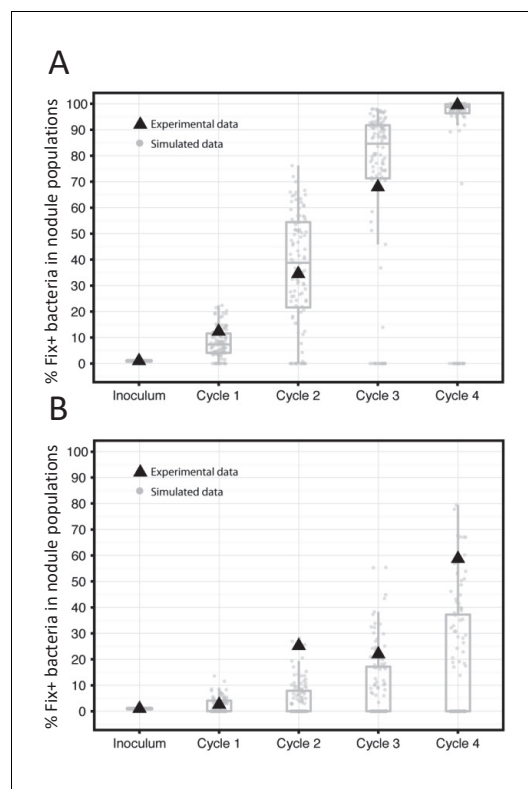 A
% Fix+ bacteria in nodule populations
100
90
80
70
60
50
40
30
20
10
0
Experimental data
Simulated data
Inoculum Cycle 1 Cycle 2 Cycle 3 Cycle 4
B
% Fix+ bacteria in nodule populations
100
90
80
70
60
50
40
30
20
10
0
Experimental data
Simulated data
Inoculum Cycle 1 Cycle 2 Cycle 3 Cycle 4